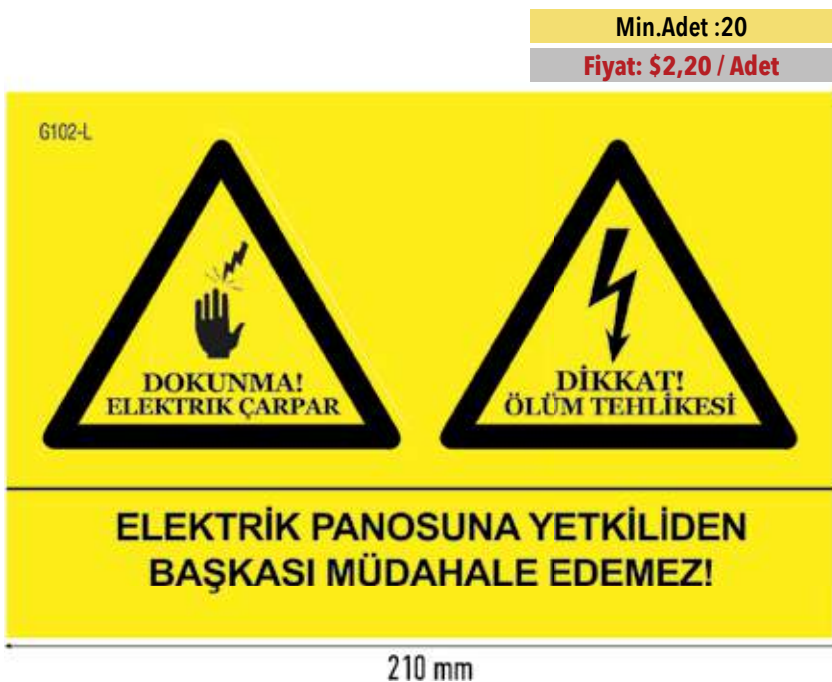 Min.Adet :20
Fiyat: $2,20 / Adet
G102-L
DOKUNMA!
ELEKTRIK ÇARPAR
DİKKAT!
ÖLÜM TEHLİKESİ
ELEKTRİK PANOSUNA YETKİLİDEN
BAŞKASI MÜDAHALE EDEMEZ!
210 mm